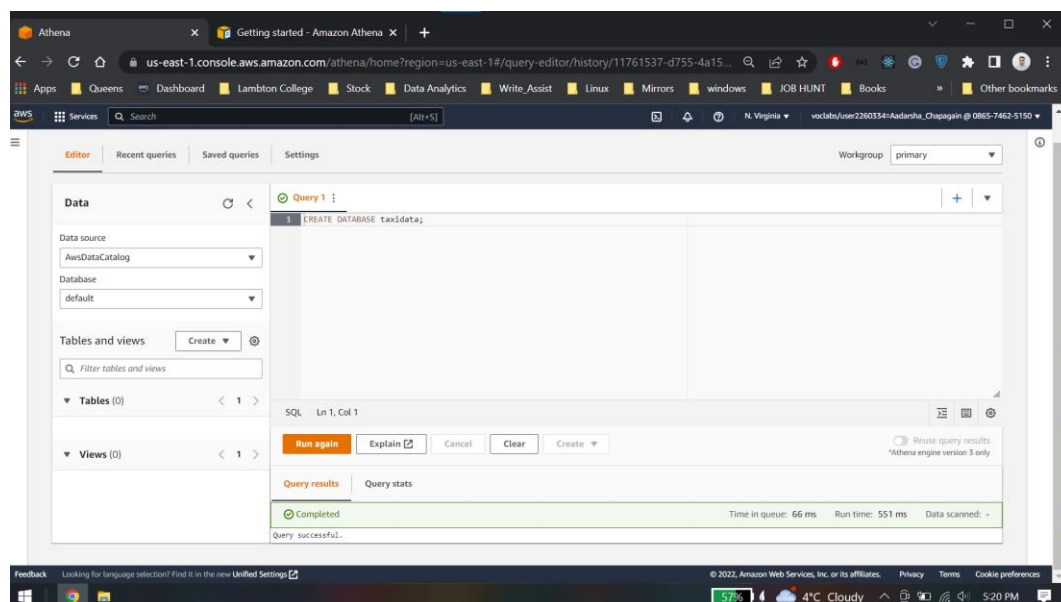 Athena
Getting started - Amazon Athena
us-east-1.console.aws.amazon.com/athena/home?region=us-east-1#/query-editor/history/11761537-d755-4a15...
Apps Queens Dashboard Lambton College Stock Data Analytics Write_Assist Linux Mirrors windows JOB HUNT Books » Other bookmarks
aws Services Search [Alt+S] N. Virginia voclabs/user2260334=Aadarsha_Chapagain @ 0865-7462-5150
Editor Recent queries Saved queries Settings Workgroup primary
Data
Query 1
1 CREATE DATABASE taxidata;
Data source
AwsDataCatalog
Database
default
Tables and views Create
Filter tables and views
Tables (0) < 1 >
Views (0) < 1 >
SQL Ln 1, Col 1
Run again Explain Cancel Clear Create
Reuse query results
*Athena engine version 3 only
Query results Query stats
Completed Time in queue: 66 ms Run time: 551 ms Data scanned: -
Query successful.
Feedback Looking for language selection? Find it in the new Unified Settings © 2022, Amazon Web Services, Inc. or its affiliates. Privacy Terms Cookie preferences
57% 4°C Cloudy 5:20 PM